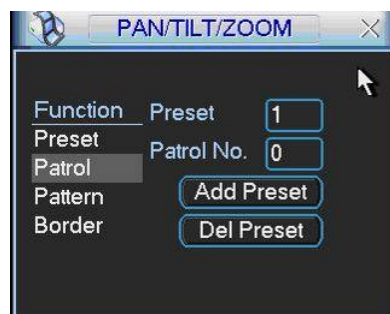 PAN/TILT/ZOOM
Function
Preset
Patrol
Pattern
Border
Preset 1
Patrol No. 0
Add Preset
Del Preset